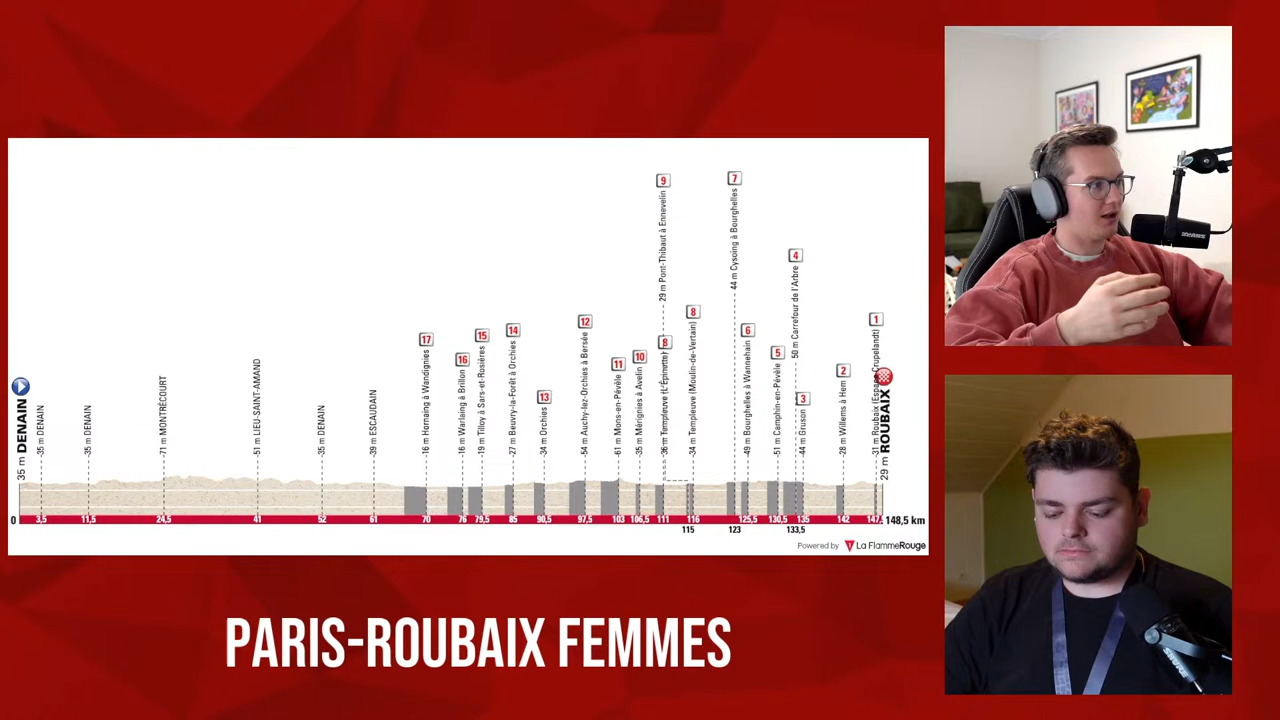 35 m DENAIN
35 m DENAIN
35 m DENAIN
71 m MONTRÉCOURT
51 m LIEU-SAINT-AMAND
35 m DENAIN
39 m ESCAUDAIN
17
16 m Hornaing à Wandignies
16
16 m Warlaing à Brillon
15
19 m Tilloy à Sars-et-Rosières
14
27 m Beuvry-la-Forêt à Orchies
13
34 m Orchies
12
54 m Auchy-lez-Orchies à Bersée
11
61 m Mons-en-Pévèle
10
35 m Mérignies à Avelin
9
29 m Pont-Thibaut à Ennevelin
8
36 m Templeuve (L'Épinette)
8
34 m Templeuve (Moulin-de-Vertain)
7
44 m Cysoing à Bourghelles
6
49 m Bourghelles à Wannehain
5
51 m Camphin-en-Pévèle
4
50 m Carrefour de l'Arbre
3
44 m Gruson
2
28 m Willems à Hem
1
31 m Roubaix (Espace Crupelandt)
29 m ROUBAIX
0 3,5 11,5 24,5 41 52 61 70 76 79,5 85 90,5 97,5 103 106,5 111 116 125,5 130,5 135 142 147, 148,5 km
115 123 133,5
Powered by La FlammeRouge
PARIS-ROUBAIX FEMMES
SHURE
SHURE